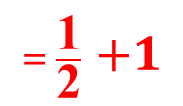 = 1/2 + 1